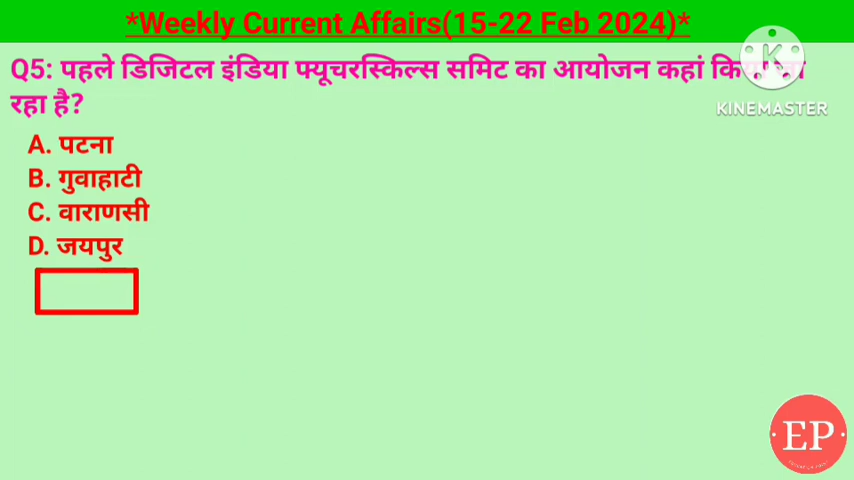 *Weekly Current Affairs(15-22 Feb 2024)*
Q5: पहले डिजिटल इंडिया फ्यूचरस्किल्स समिट का आयोजन कहां
रहा है?
A. पटना
B. गुवाहाटी
C. वाराणसी
D. जयपुर
K
KINEMASTER
EP